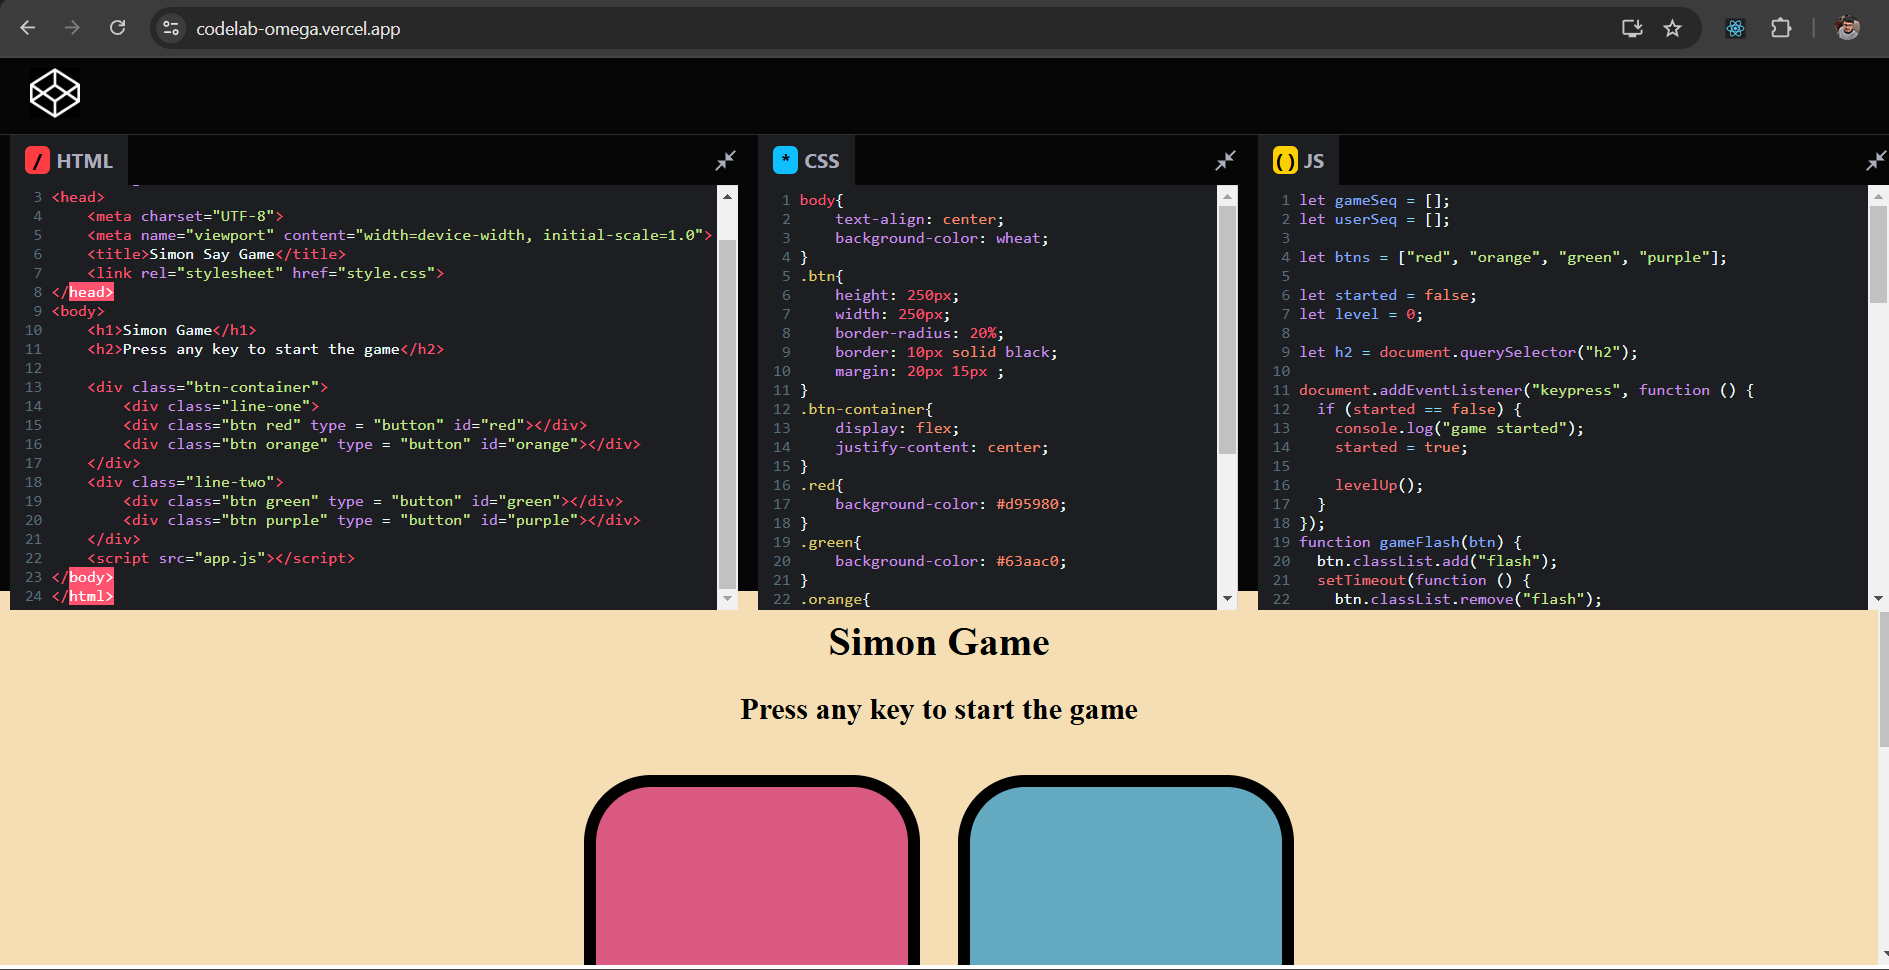 codelab-omega.vercel.app
/ HTML
3 <head>
4     <meta charset="UTF-8">
5     <meta name="viewport" content="width=device-width, initial-scale=1.0">
6     <title>Simon Say Game</title>
7     <link rel="stylesheet" href="style.css">
8 </head>
9 <body>
10     <h1>Simon Game</h1>
11     <h2>Press any key to start the game</h2>
12
13     <div class="btn-container">
14         <div class="line-one">
15         <div class="btn red" type = "button" id="red"></div>
16         <div class="btn orange" type = "button" id="orange"></div>
17     </div>
18     <div class="line-two">
19         <div class="btn green" type = "button" id="green"></div>
20         <div class="btn purple" type = "button" id="purple"></div>
21     </div>
22     <script src="app.js"></script>
23 </body>
24 </html>
* CSS
1 body{
2     text-align: center;
3     background-color: wheat;
4 }
5 .btn{
6     height: 250px;
7     width: 250px;
8     border-radius: 20%;
9     border: 10px solid black;
10     margin: 20px 15px ;
11 }
12 .btn-container{
13     display: flex;
14     justify-content: center;
15 }
16 .red{
17     background-color: #d95980;
18 }
19 .green{
20     background-color: #63aac0;
21 }
22 .orange{
() JS
1 let gameSeq = [];
2 let userSeq = [];
3
4 let btns = ["red", "orange", "green", "purple"];
5
6 let started = false;
7 let level = 0;
8
9 let h2 = document.querySelector("h2");
10
11 document.addEventListener("keypress", function () {
12   if (started == false) {
13     console.log("game started");
14     started = true;
15
16     levelUp();
17   }
18 });
19 function gameFlash(btn) {
20   btn.classList.add("flash");
21   setTimeout(function () {
22     btn.classList.remove("flash");
Simon Game
Press any key to start the game